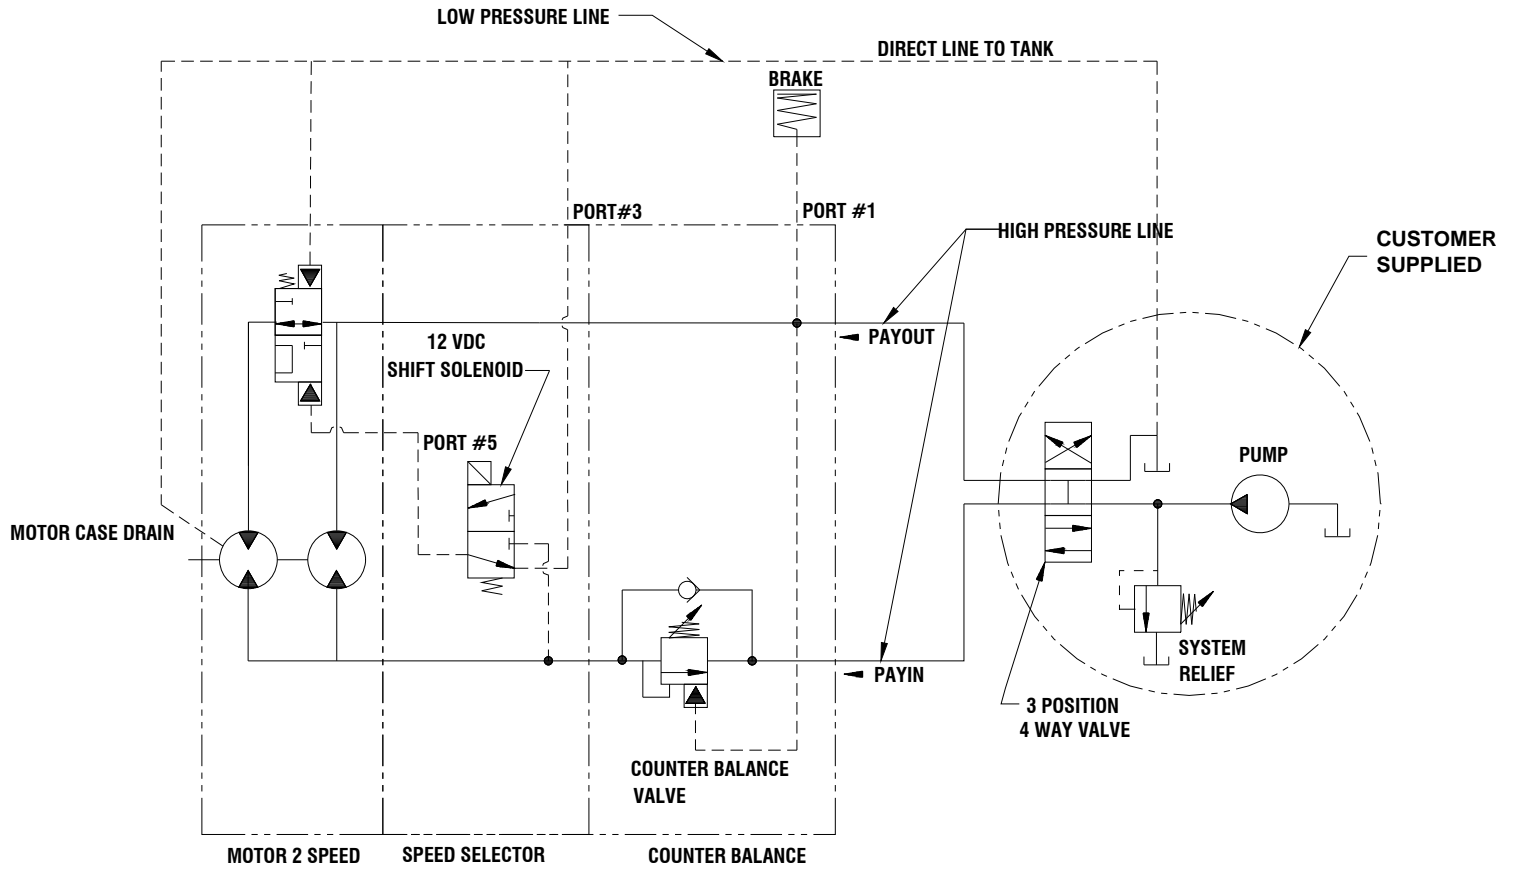 LOW PRESSURE LINE
DIRECT LINE TO TANK
BRAKE
PORT#3
PORT #1
HIGH PRESSURE LINE
CUSTOMER
SUPPLIED
12 VDC
SHIFT SOLENOID
PAYOUT
PORT #5
PUMP
MOTOR CASE DRAIN
SYSTEM
RELIEF
PAYIN
3 POSITION
4 WAY VALVE
COUNTER BALANCE
VALVE
MOTOR 2 SPEED
SPEED SELECTOR
COUNTER BALANCE